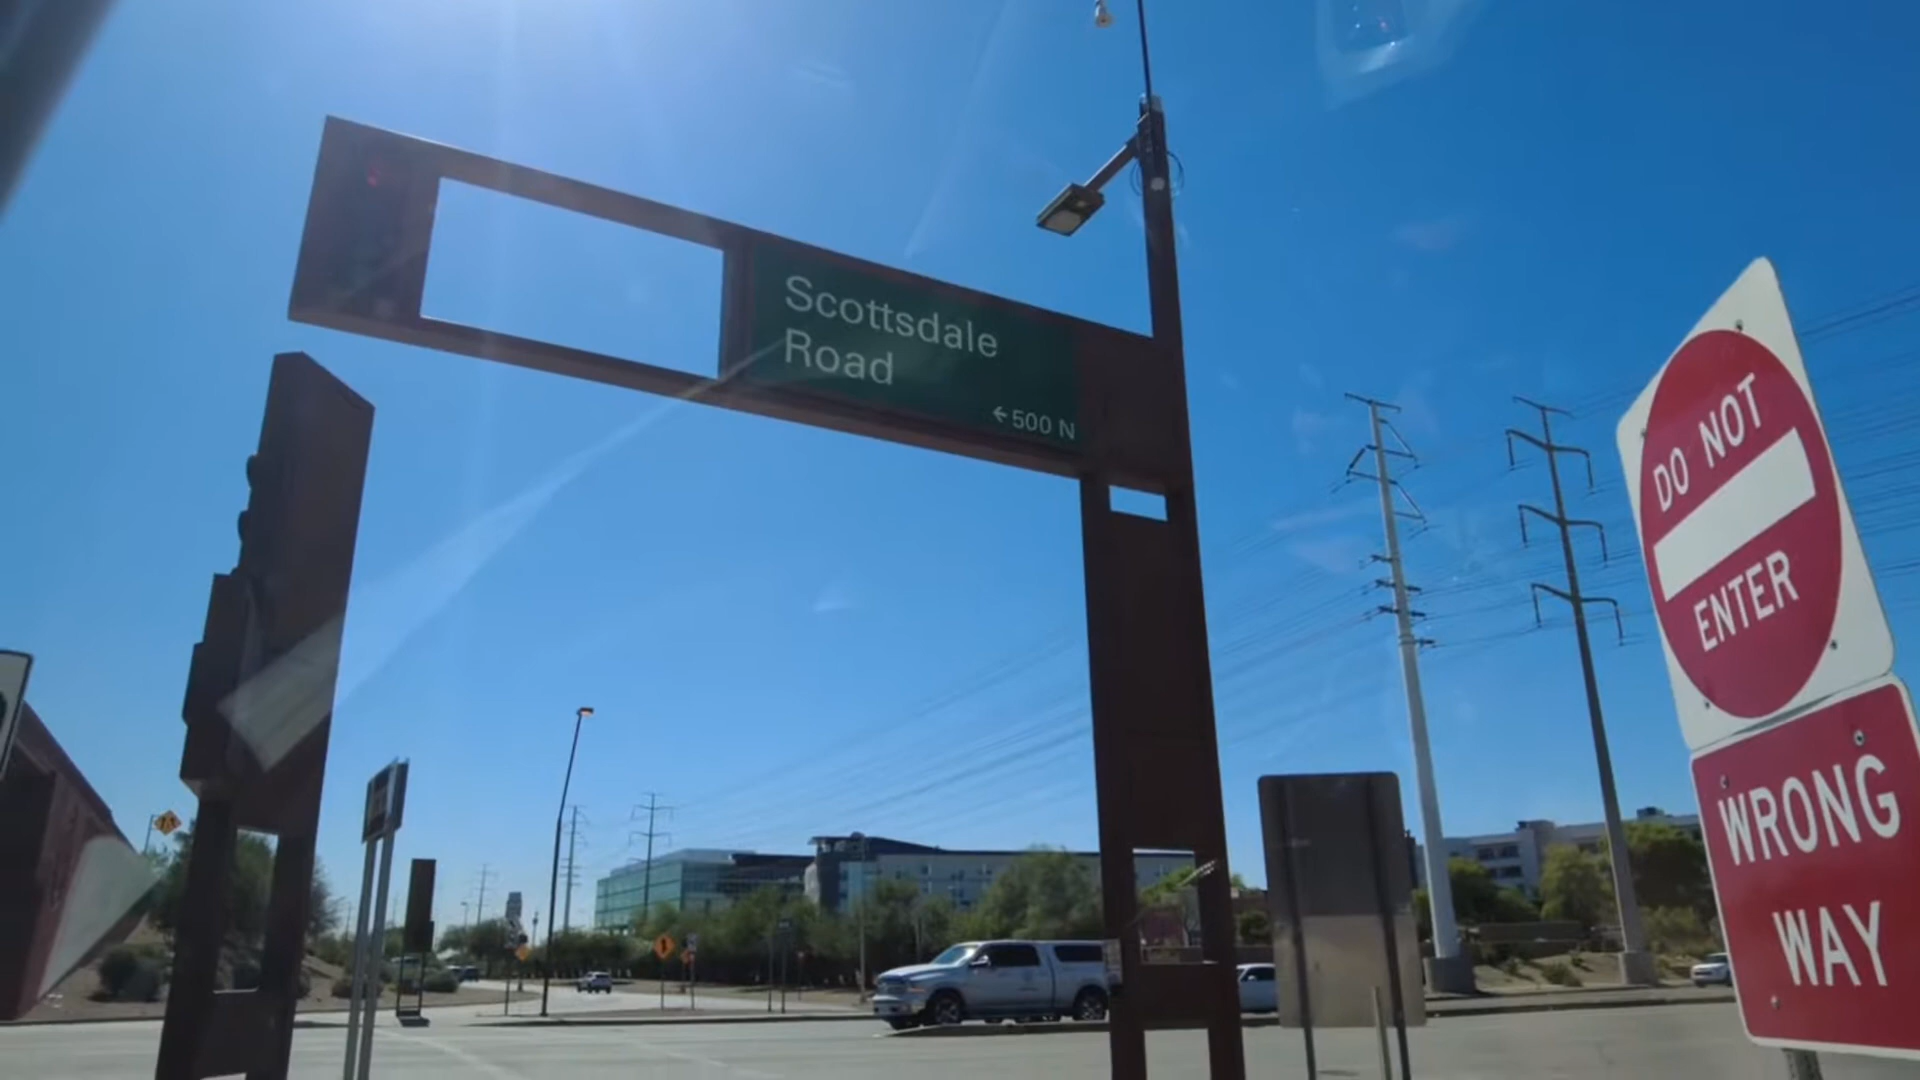 Scottsdale
Road
← 500 N
DO NOT
ENTER
WRONG
WAY